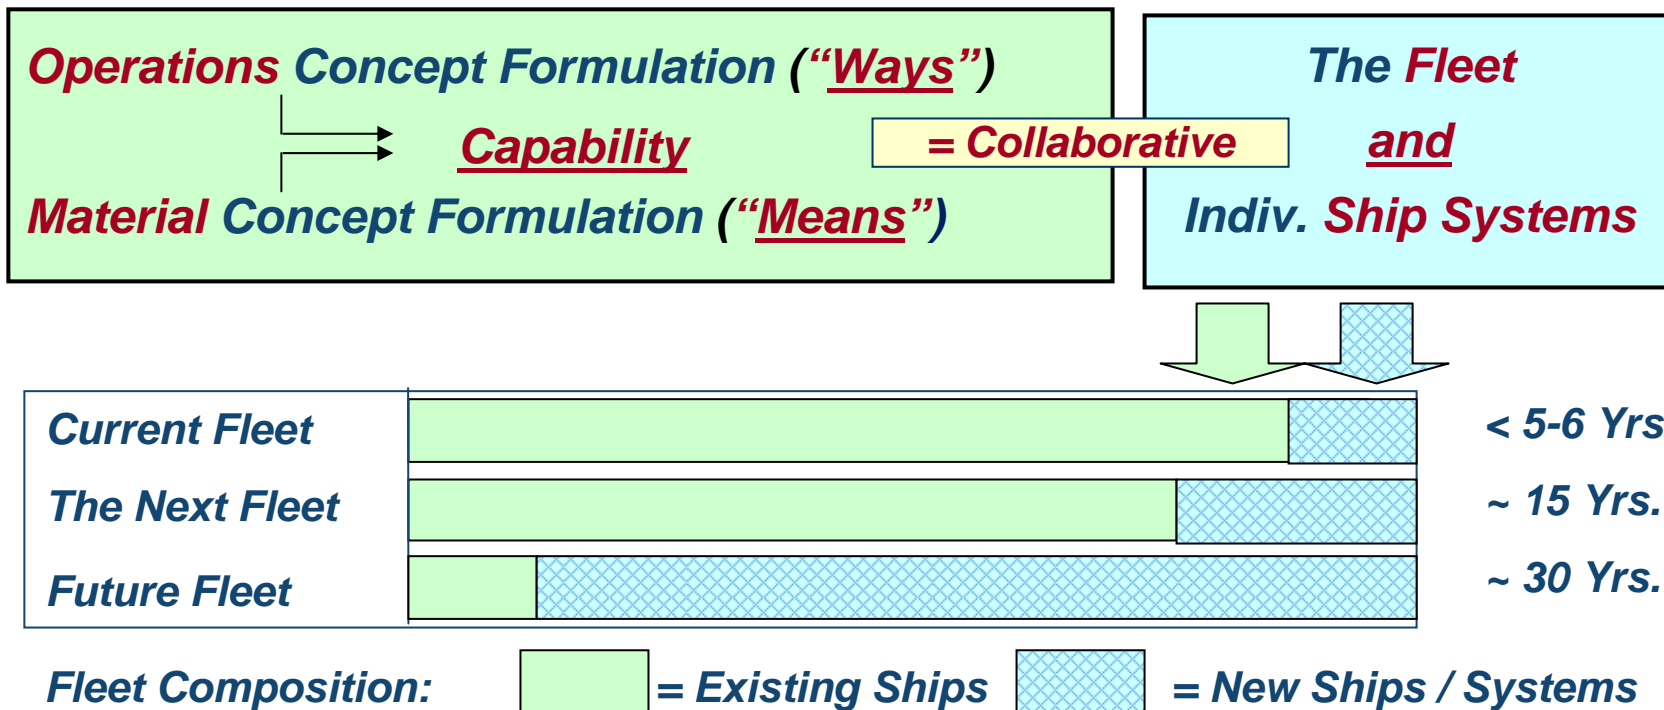 Operations Concept Formulation (“Ways”)
Capability
Material Concept Formulation (“Means”)
= Collaborative
The Fleet
and
Indiv. Ship Systems
Current Fleet
< 5-6 Yrs
The Next Fleet
~ 15 Yrs.
Future Fleet
~ 30 Yrs.
Fleet Composition:
= Existing Ships
= New Ships / Systems